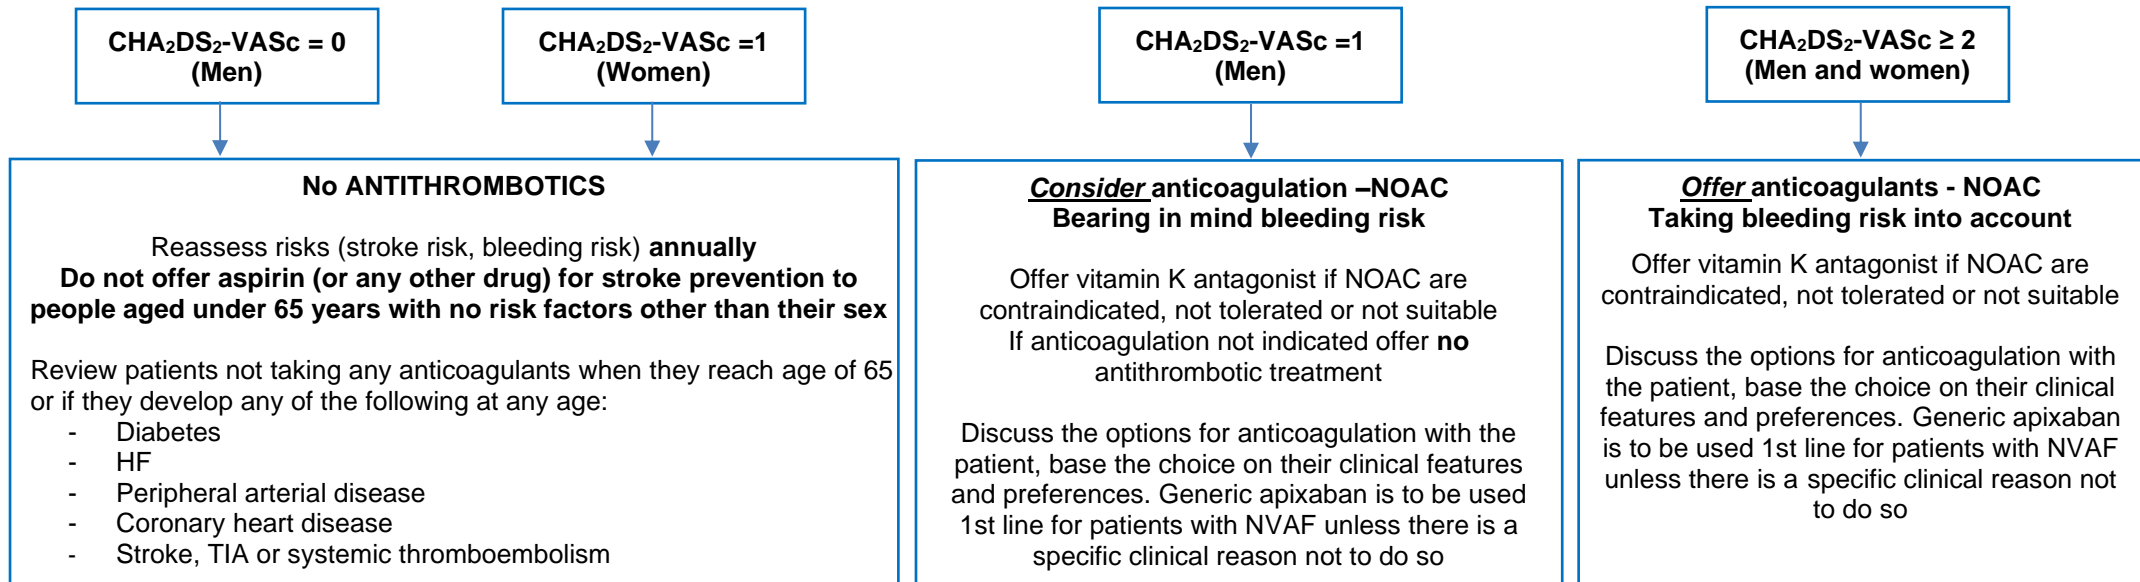 CHA₂DS₂-VASc = 0
(Men)
CHA₂DS₂-VASc =1
(Women)
CHA₂DS₂-VASc =1
(Men)
CHA₂DS₂-VASc ≥ 2
(Men and women)
No ANTITHROMBOTICS
Reassess risks (stroke risk, bleeding risk) annually
Do not offer aspirin (or any other drug) for stroke prevention to
people aged under 65 years with no risk factors other than their sex
Review patients not taking any anticoagulants when they reach age of 65
or if they develop any of the following at any age:
- Diabetes
- HF
- Peripheral arterial disease
- Coronary heart disease
- Stroke, TIA or systemic thromboembolism
Consider anticoagulation –NOAC
Bearing in mind bleeding risk
Offer vitamin K antagonist if NOAC are
contraindicated, not tolerated or not suitable
If anticoagulation not indicated offer no
antithrombotic treatment
Discuss the options for anticoagulation with the
patient, base the choice on their clinical features
and preferences. Generic apixaban is to be used
1st line for patients with NVAF unless there is a
specific clinical reason not to do so
Offer anticoagulants - NOAC
Taking bleeding risk into account
Offer vitamin K antagonist if NOAC are
contraindicated, not tolerated or not suitable
Discuss the options for anticoagulation with
the patient, base the choice on their clinical
features and preferences. Generic apixaban
is to be used 1st line for patients with NVAF
unless there is a specific clinical reason not
to do so